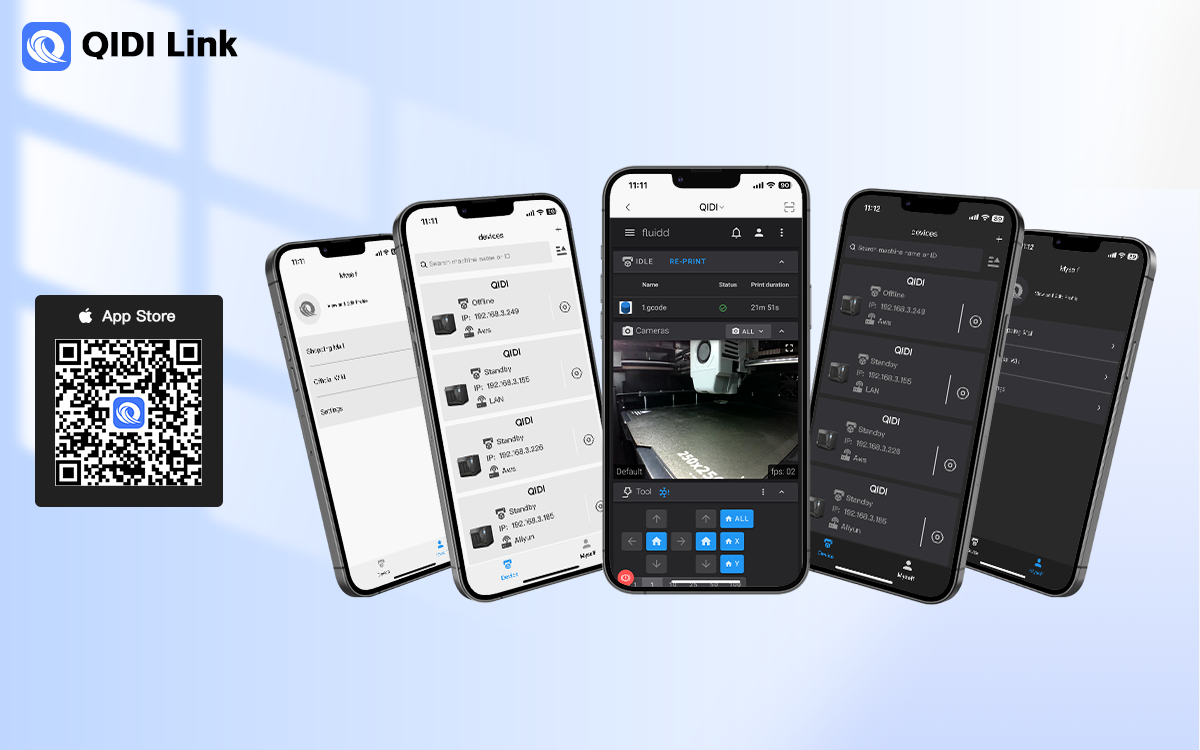 QIDI Link
App Store
11:11
Myself
Shopping Mall
Official Wiki
Settings
Device
11:11
devices
Search machine name or ID
QIDI
Offline
IP: 192.168.3.249
Aws
QIDI
Standby
IP: 192.168.3.155
LAN
QIDI
Standby
IP: 192.168.3.226
Aws
QIDI
Standby
IP: 192.168.3.185
Aliyun
Device
Myself
11:11
90
QIDI
fluidd
IDLE RE-PRINT
Name Status Print duration
1.gcode 21m 51s
Cameras ALL
250x25
Default fps: 02
Tool
ALL
X
Y
11:12
89
devices
Search machine name or ID
QIDI
Offline
IP: 192.168.3.249
Aws
QIDI
Standby
IP: 192.168.3.155
LAN
QIDI
Standby
IP: 192.168.3.226
Aws
QIDI
Standby
IP: 192.168.3.185
Aliyun
Device
Myself
Myself
Myself